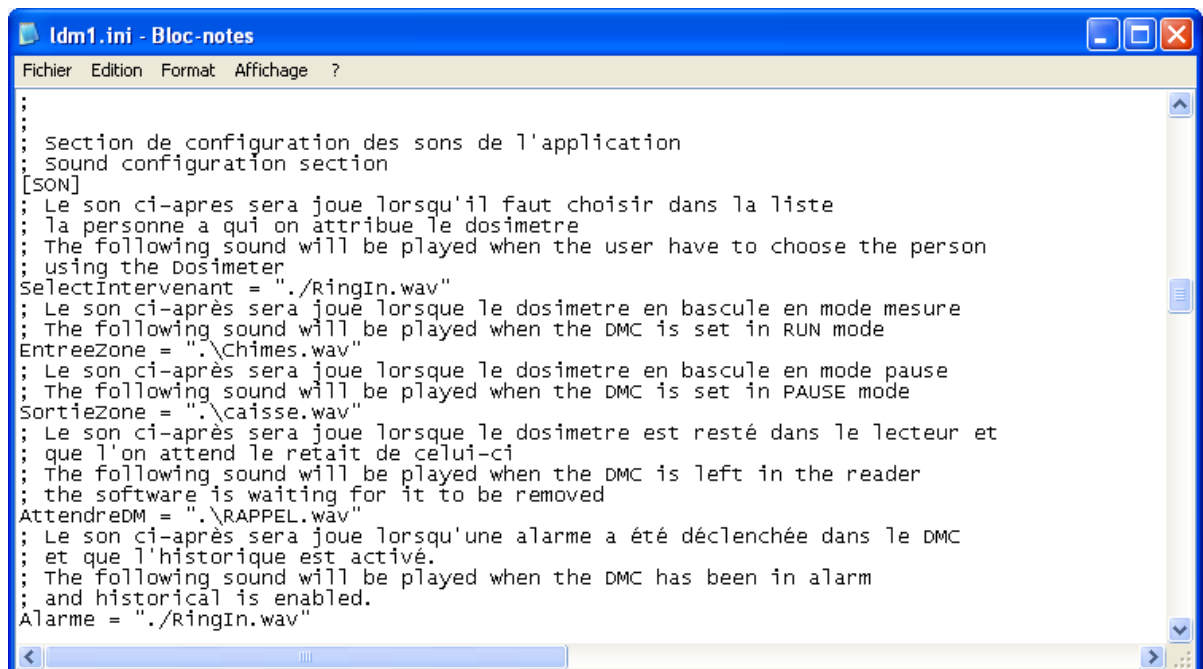 ldm1.ini - Bloc-notes
Fichier Edition Format Affichage ?
;
;
; Section de configuration des sons de l'application
; Sound configuration section
[SON]
; Le son ci-apres sera joue lorsqu'il faut choisir dans la liste
; la personne a qui on attribue le dosimetre
; The following sound will be played when the user have to choose the person
; using the Dosimeter
SelectIntervenant = "./RingIn.wav"
; Le son ci-après sera joue lorsque le dosimetre en bascule en mode mesure
; The following sound will be played when the DMC is set in RUN mode
EntreeZone = ".\Chimes.wav"
; Le son ci-après sera joue lorsque le dosimetre en bascule en mode pause
; The following sound will be played when the DMC is set in PAUSE mode
SortieZone = ".\caisse.wav"
; Le son ci-après sera joue lorsque le dosimetre est resté dans le lecteur et
; que l'on attend le retait de celui-ci
; The following sound will be played when the DMC is left in the reader
; the software is waiting for it to be removed
AttendreDM = ".\RAPPEL.wav"
; Le son ci-après sera joue lorsqu'une alarme a été déclenchée dans le DMC
; et que l'historique est activé.
; The following sound will be played when the DMC has been in alarm
; and historical is enabled.
Alarme = "./RingIn.wav"